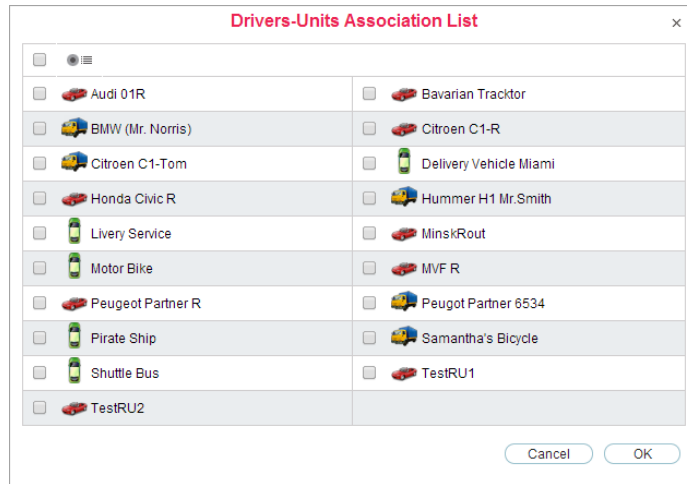 Drivers-Units Association List
Audi 01R
Bavarian Tracktor
BMW (Mr. Norris)
Citroen C1-R
Citroen C1-Tom
Delivery Vehicle Miami
Honda Civic R
Hummer H1 Mr.Smith
Livery Service
MinskRout
Motor Bike
MVF R
Peugeot Partner R
Peugot Partner 6534
Pirate Ship
Samantha's Bicycle
Shuttle Bus
TestRU1
TestRU2
Cancel
OK